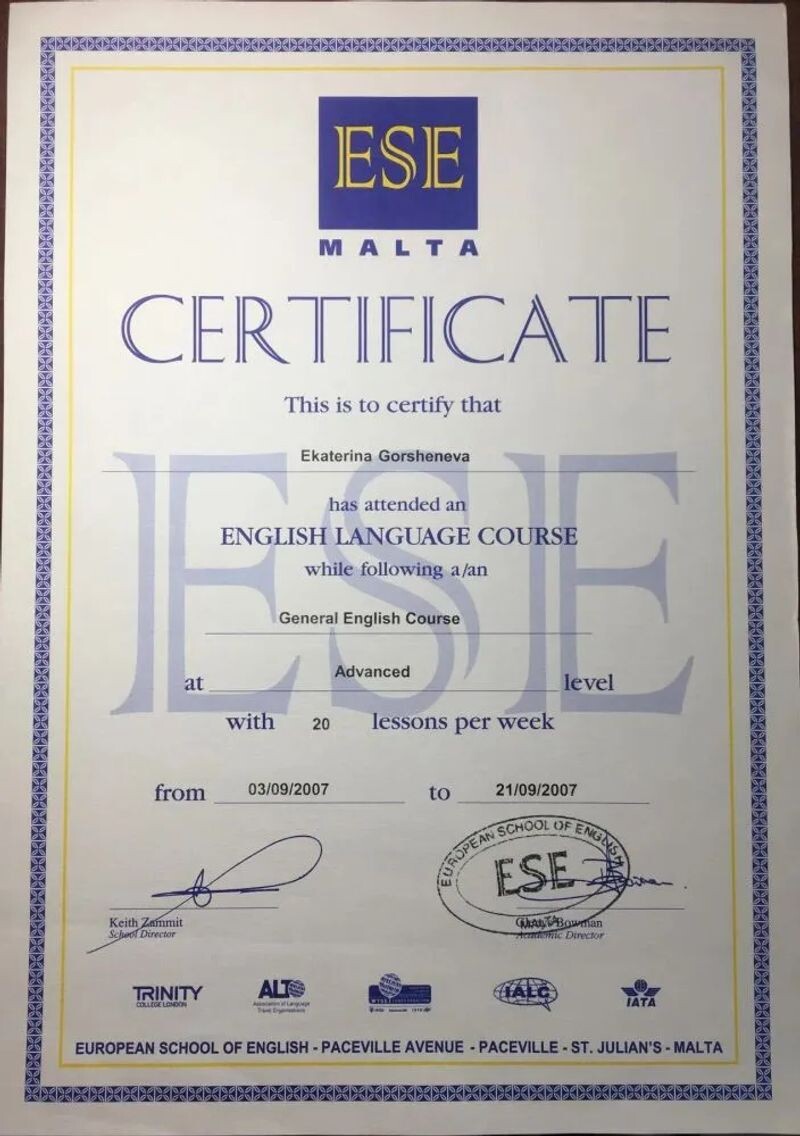 ESE
MALTA
CERTIFICATE
This is to certify that
Ekaterina Gorsheneva
has attended an
ENGLISH LANGUAGE COURSE
while following a/an
General English Course
at Advanced level
with 20 lessons per week
from 03/09/2007 to 21/09/2007
EUROPEAN SCHOOL OF ENGLISH
ESE
MALTA
Keith Zammit
School Director
Bowman
Academic Director
TRINITY
COLLEGE LONDON
ALTO
Association of Language
Travel Organisations
IALC
IATA
EUROPEAN SCHOOL OF ENGLISH - PACEVILLE AVENUE - PACEVILLE - ST. JULIAN'S - MALTA